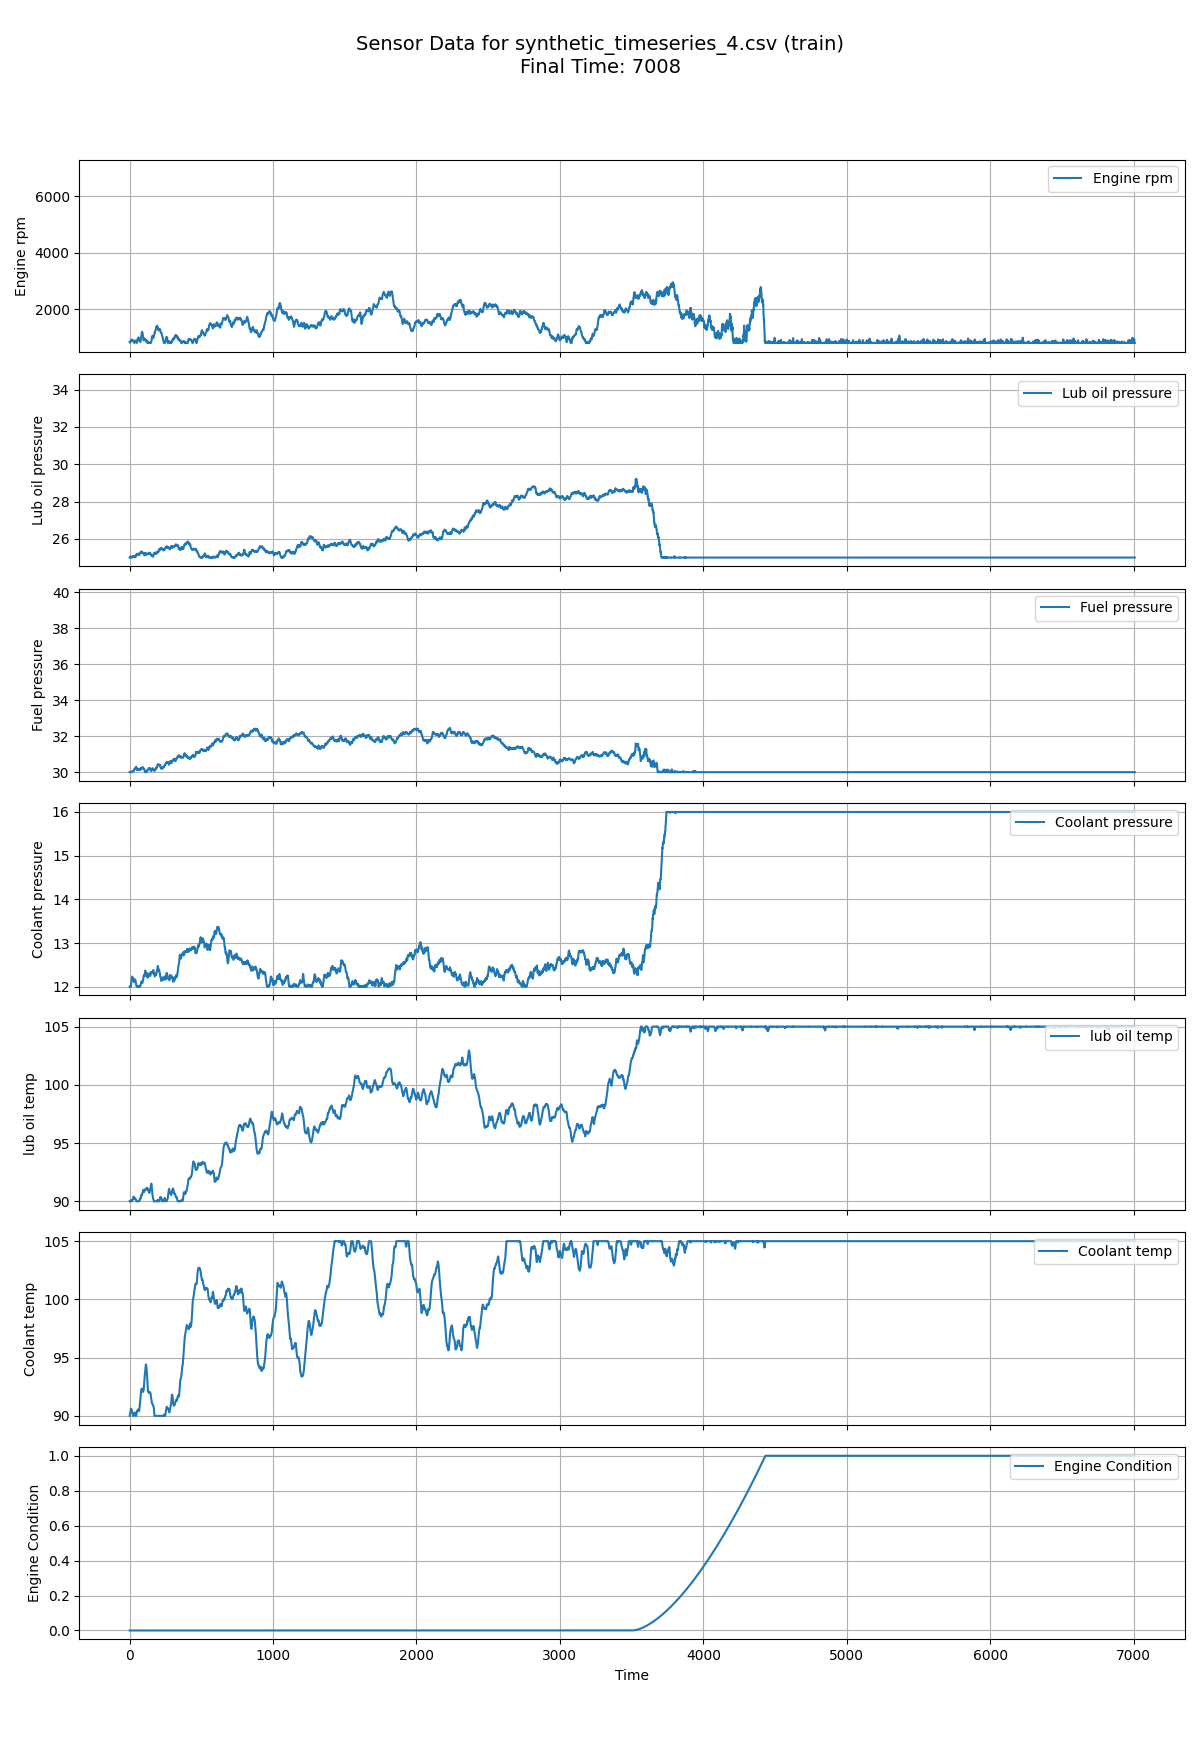 Sensor Data for synthetic_timeseries_4.csv (train)
Final Time: 7008
Engine rpm
6000
4000
2000
Engine rpm
Lub oil pressure
34
32
30
28
26
Lub oil pressure
Fuel pressure
40
38
36
34
32
30
Fuel pressure
Coolant pressure
16
15
14
13
12
Coolant pressure
lub oil temp
105
100
95
90
lub oil temp
Coolant temp
105
100
95
90
Coolant temp
Engine Condition
1.0
0.8
0.6
0.4
0.2
0.0
Engine Condition
0 1000 2000 3000 4000 5000 6000 7000
Time